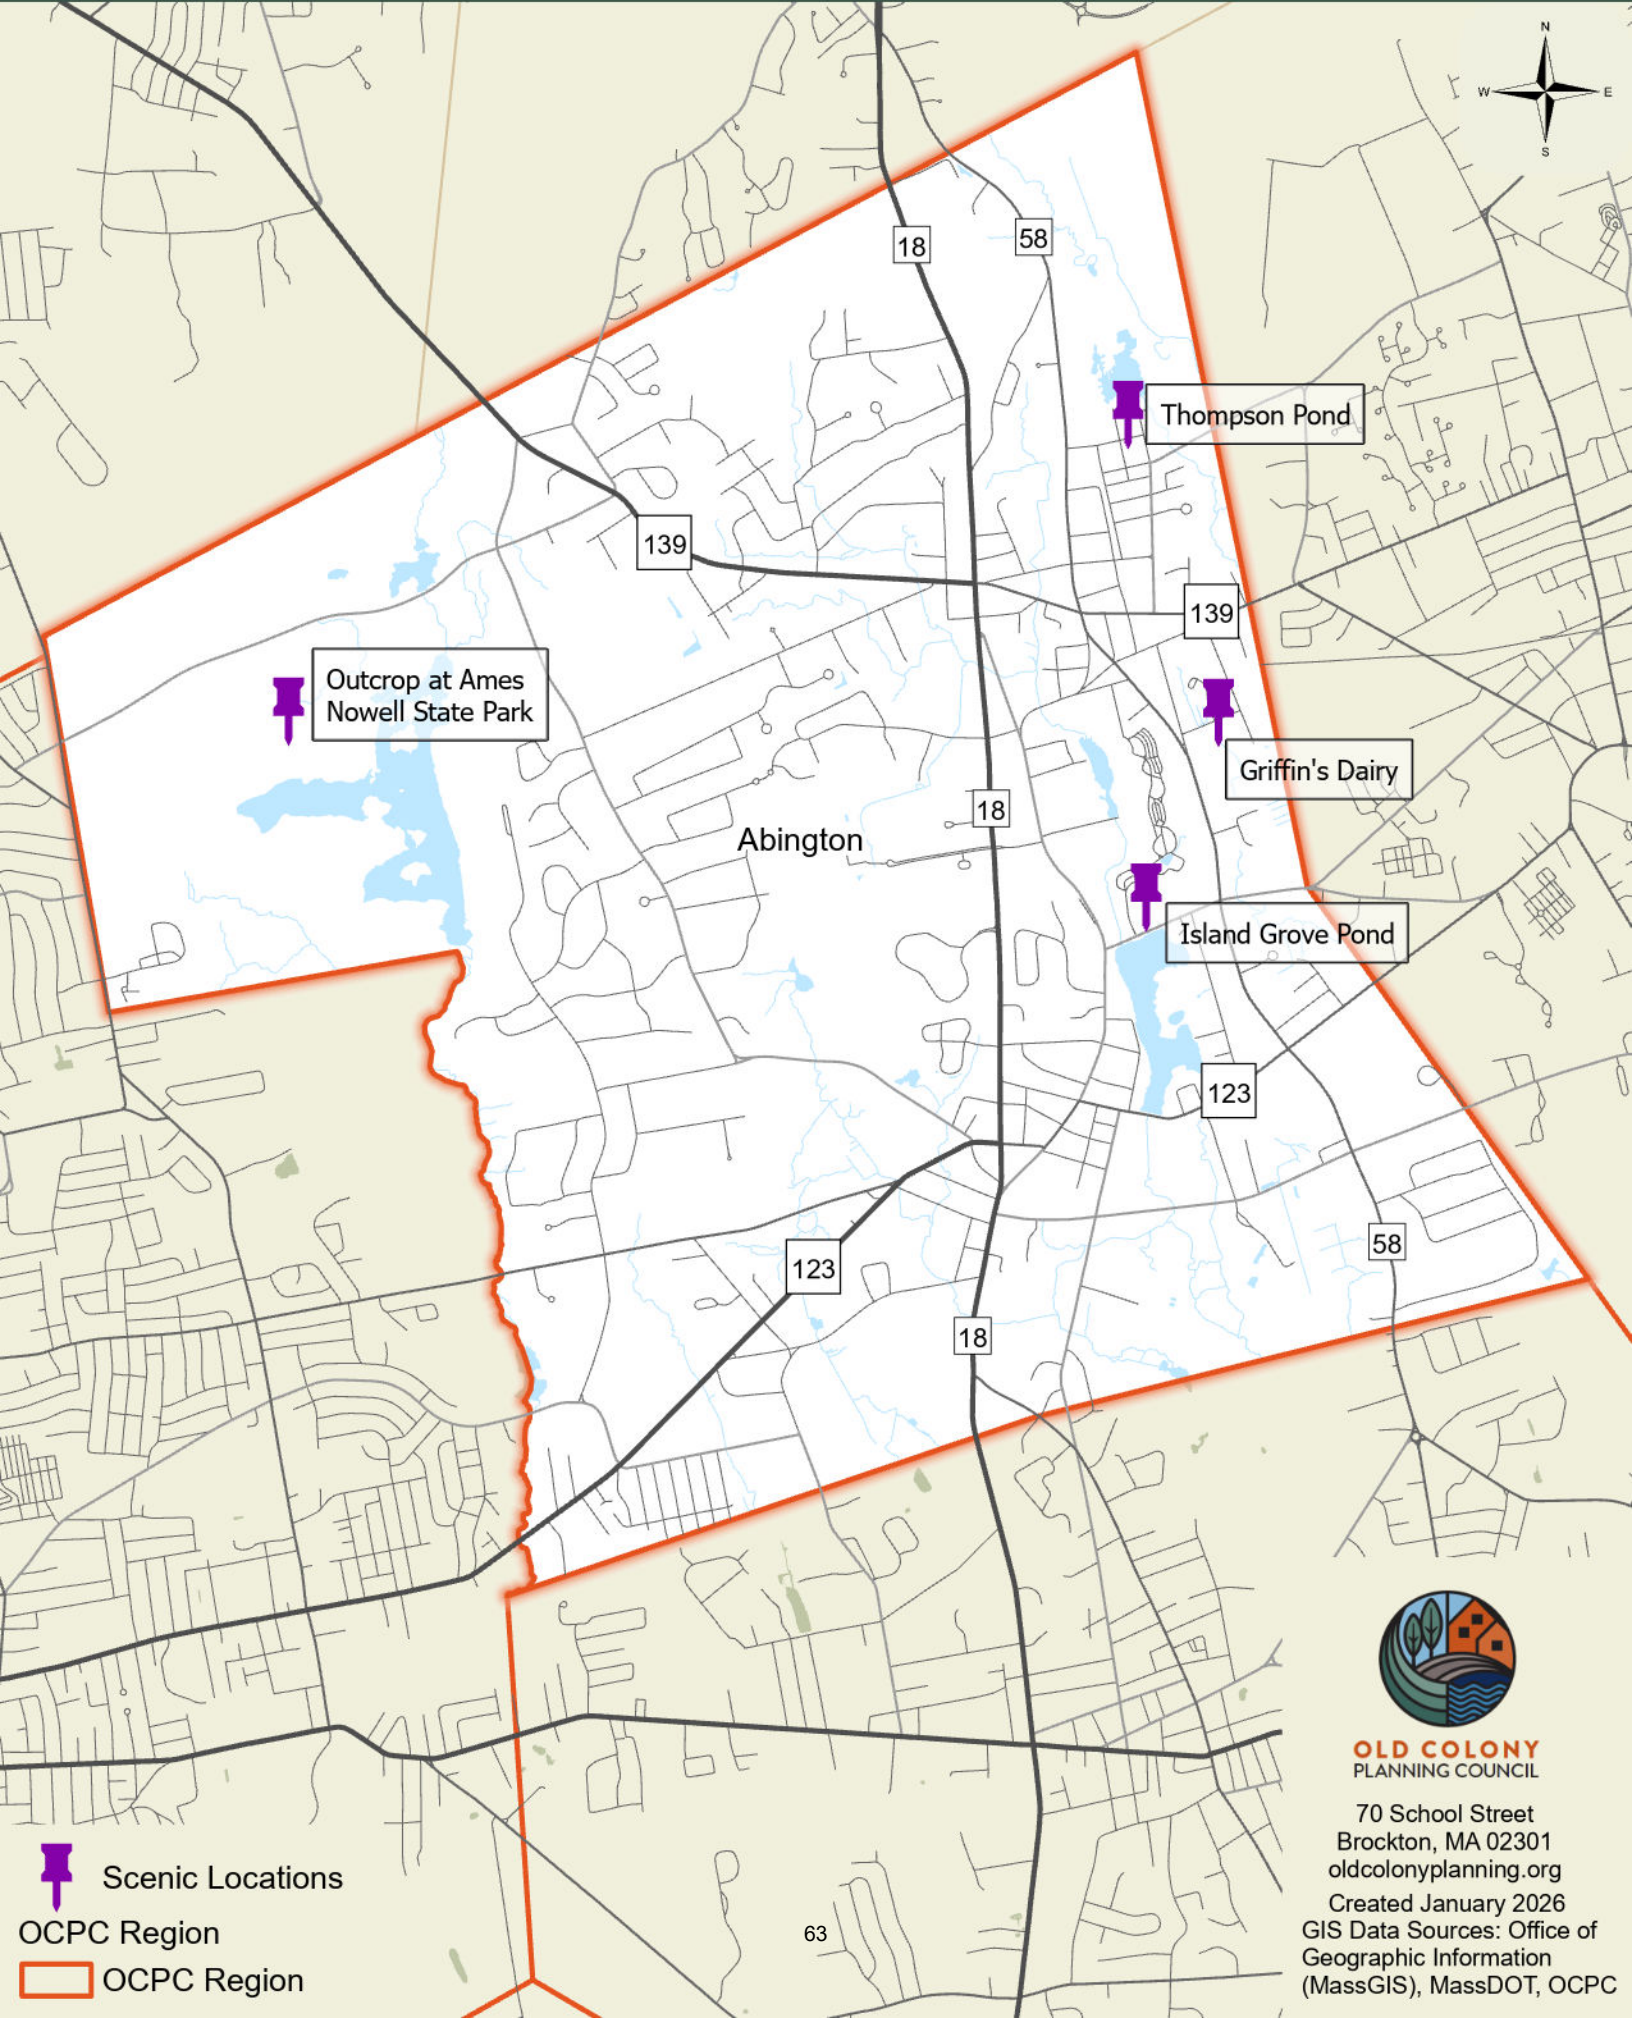 N
W
E
S
18
58
Thompson Pond
139
139
Outcrop at Ames
Nowell State Park
Griffin's Dairy
18
Abington
Island Grove Pond
123
58
123
18
OLD COLONY
PLANNING COUNCIL
70 School Street
Brockton, MA 02301
oldcolonyplanning.org
Created January 2026
GIS Data Sources: Office of
Geographic Information
(MassGIS), MassDOT, OCPC
Scenic Locations
OCPC Region
OCPC Region
63